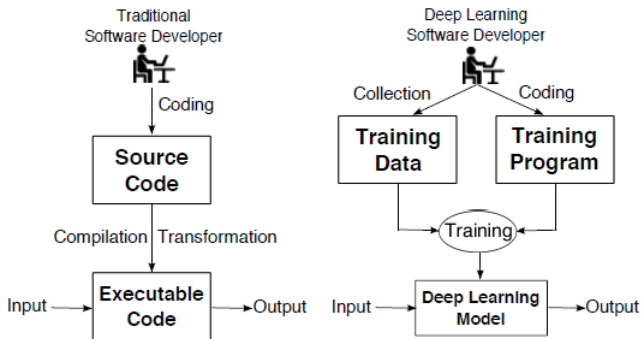 Traditional
Software Developer
Coding
Source
Code
Compilation Transformation
Input
Executable
Code
Output
Deep Learning
Software Developer
Collection
Coding
Training
Data
Training
Program
Training
Input
Deep Learning
Model
Output